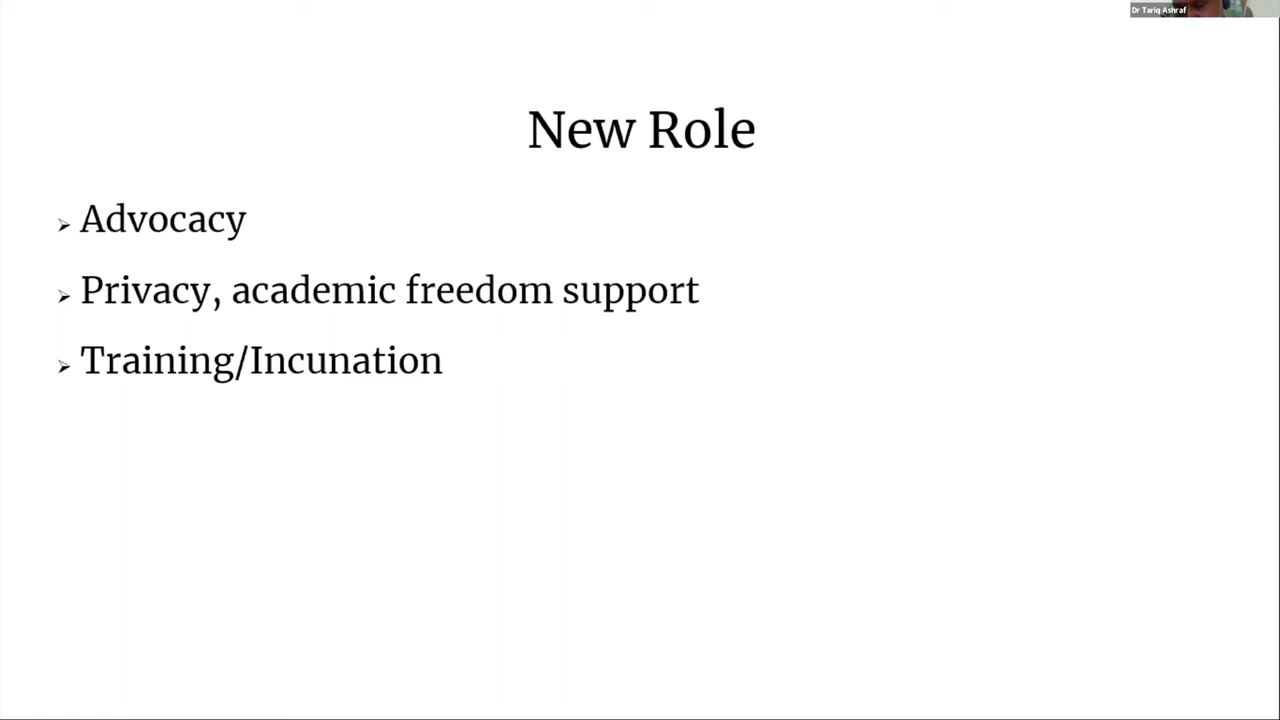 Dr Tariq Ashraf
New Role
Advocacy
Privacy, academic freedom support
Training/Incunation